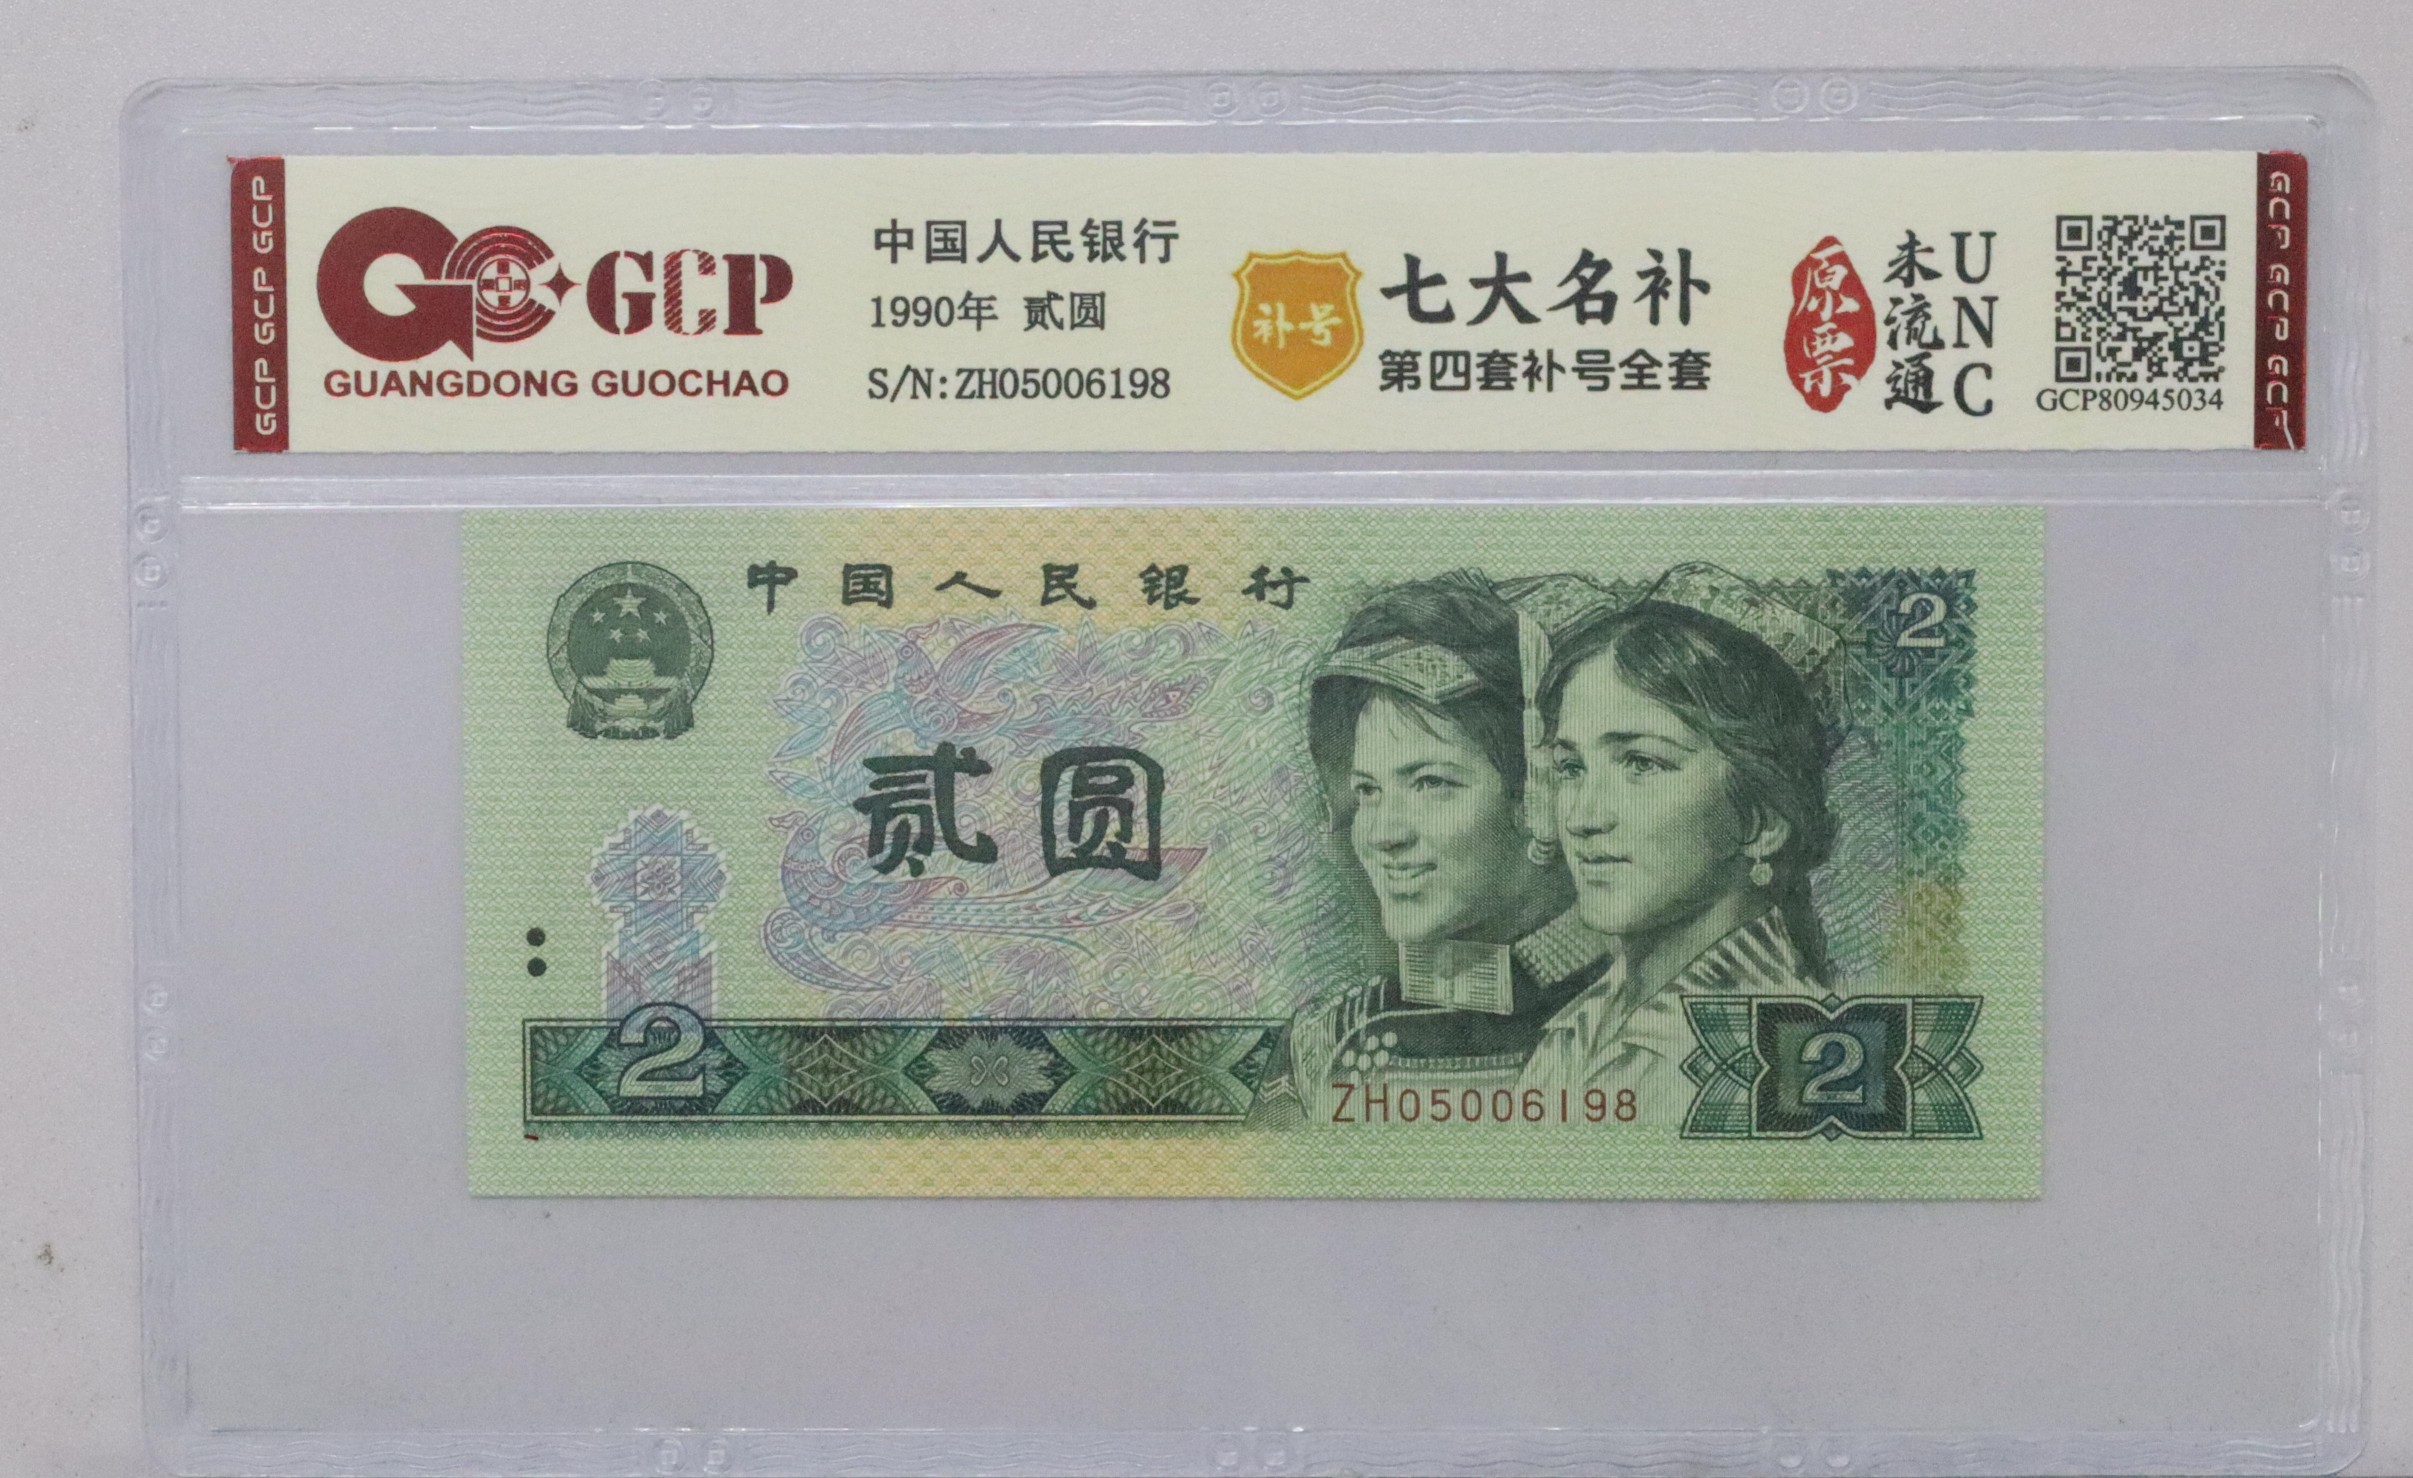 GCP GCP GCP
GCP
GUANGDONG GUOCHAO
中国人民银行
1990年 贰圆
S/N:ZH05006198
补号
七大名补
第四套补号全套
原票
未流通
UNC
GCP80945034
GCP GCP GCP
中国人民银行
2
贰圆
2
ZH05006198
2